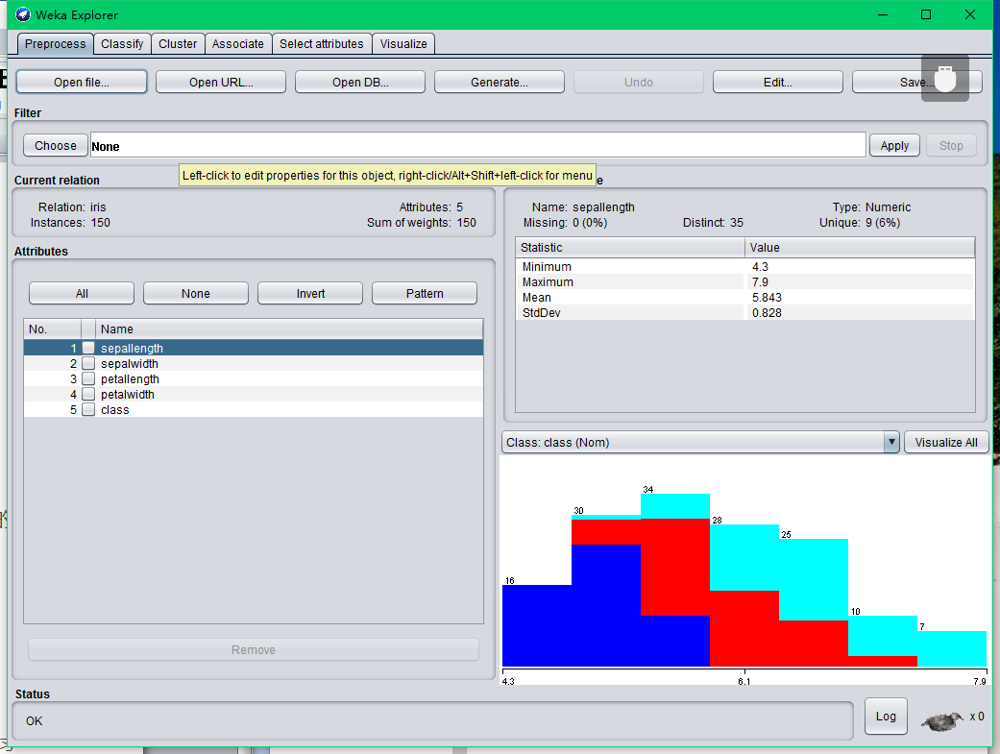 Weka Explorer
Preprocess Classify Cluster Associate Select attributes Visualize
Open file... Open URL... Open DB... Generate... Undo Edit... Save...
Filter
Choose None Apply Stop
Left-click to edit properties for this object, right-click/Alt+Shift+left-click for menu
Current relation
Relation: iris Attributes: 5
Instances: 150 Sum of weights: 150
Attributes
All None Invert Pattern
No. Name
1 sepallength
2 sepalwidth
3 petallength
4 petalwidth
5 class
Remove
Name: sepallength Type: Numeric
Missing: 0 (0%) Distinct: 35 Unique: 9 (6%)
Statistic Value
Minimum 4.3
Maximum 7.9
Mean 5.843
StdDev 0.828
Class: class (Nom) Visualize All
16 30 34 28 25 10 7
4.3 6.1 7.9
Status
OK
Log x 0